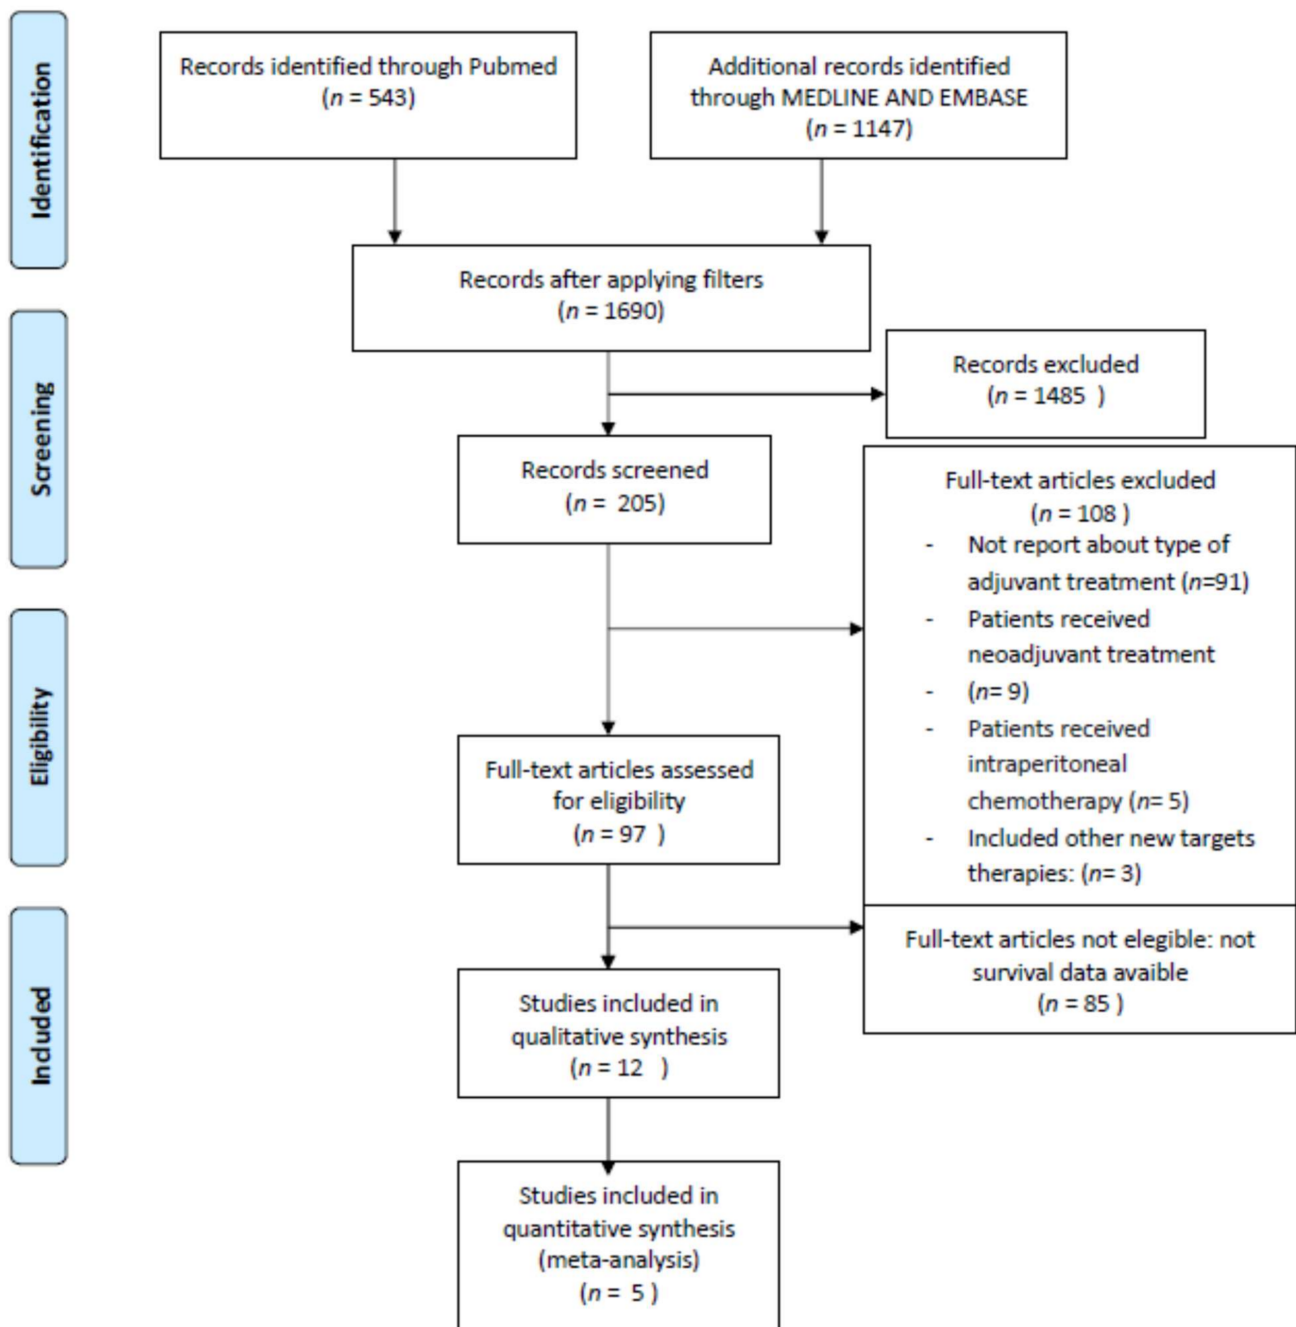 Identification
Records identified through Pubmed
(n = 543)
Additional records identified
through MEDLINE AND EMBASE
(n = 1147)
Records after applying filters
(n = 1690)
Screening
Records excluded
(n = 1485 )
Records screened
(n = 205)
Full-text articles excluded
(n = 108 )
- Not report about type of
adjuvant treatment (n=91)
- Patients received
neoadjuvant treatment
- (n= 9)
- Patients received
intraperitoneal
chemotherapy (n= 5)
- Included other new targets
therapies: (n= 3)
Eligibility
Full-text articles assessed
for eligibility
(n = 97 )
Full-text articles not elegible: not
survival data avaible
(n = 85 )
Included
Studies included in
qualitative synthesis
(n = 12 )
Studies included in
quantitative synthesis
(meta-analysis)
(n = 5 )